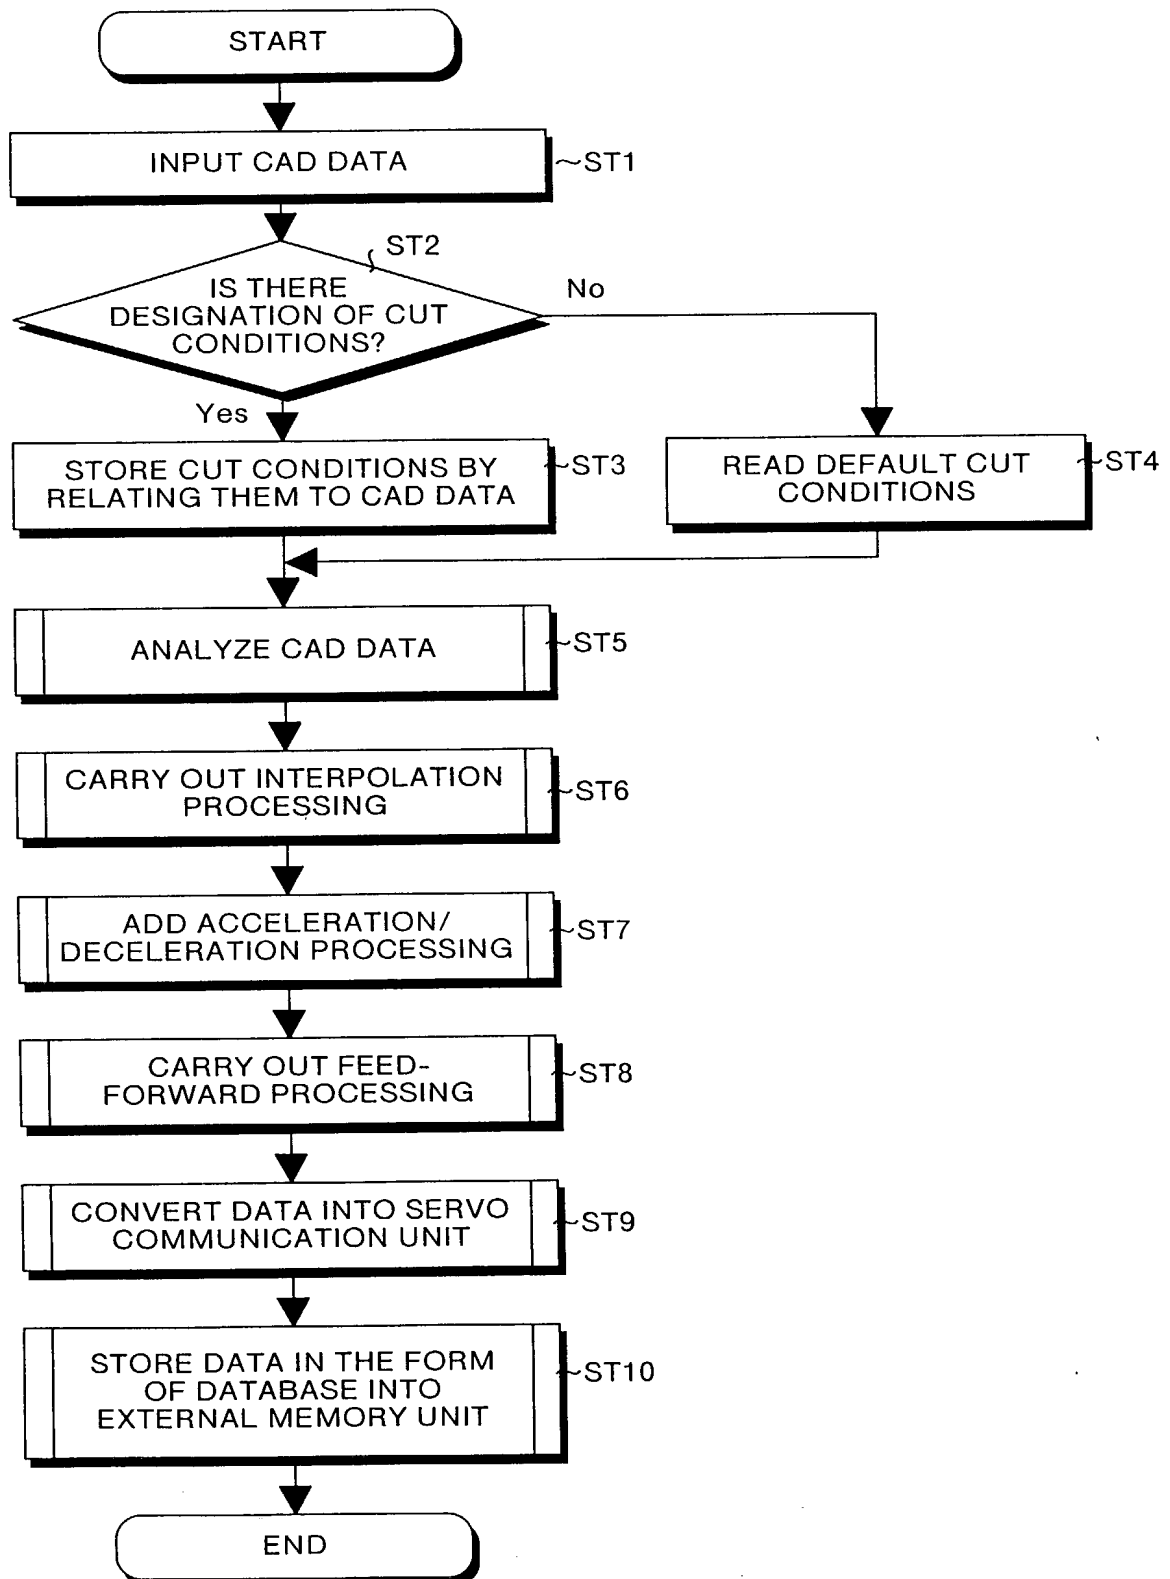 START
INPUT CAD DATA
~ST1
ST2
IS THERE
DESIGNATION OF CUT
CONDITIONS?
No
Yes
STORE CUT CONDITIONS BY
RELATING THEM TO CAD DATA
~ST3
READ DEFAULT CUT
CONDITIONS
~ST4
ANALYZE CAD DATA
~ST5
CARRY OUT INTERPOLATION
PROCESSING
~ST6
ADD ACCELERATION/
DECELERATION PROCESSING
~ST7
CARRY OUT FEED-
FORWARD PROCESSING
~ST8
CONVERT DATA INTO SERVO
COMMUNICATION UNIT
~ST9
STORE DATA IN THE FORM
OF DATABASE INTO
EXTERNAL MEMORY UNIT
~ST10
END